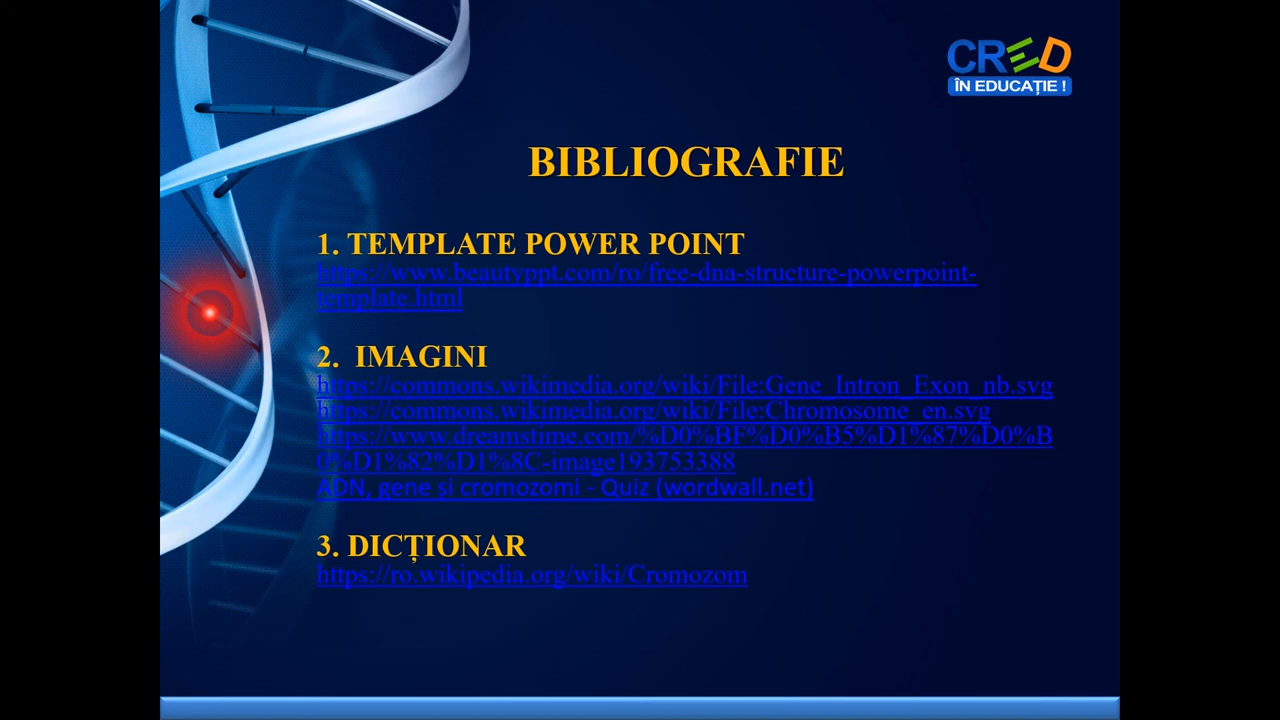 CRED
ÎN EDUCAȚIE !
BIBLIOGRAFIE
1. TEMPLATE POWER POINT
https://www.beautyppt.com/ro/free-dna-structure-powerpoint-
template.html
2. IMAGINI
https://commons.wikimedia.org/wiki/File:Gene_Intron_Exon_nb.svg
https://commons.wikimedia.org/wiki/File:Chromosome_en.svg
https://www.dreamstime.com/%D0%BF%D0%B5%D1%87%D0%B
0%D1%82%D1%8C-image193753388
ADN, gene și cromozomi - Quiz (wordwall.net)
3. DICȚIONAR
https://ro.wikipedia.org/wiki/Cromozom